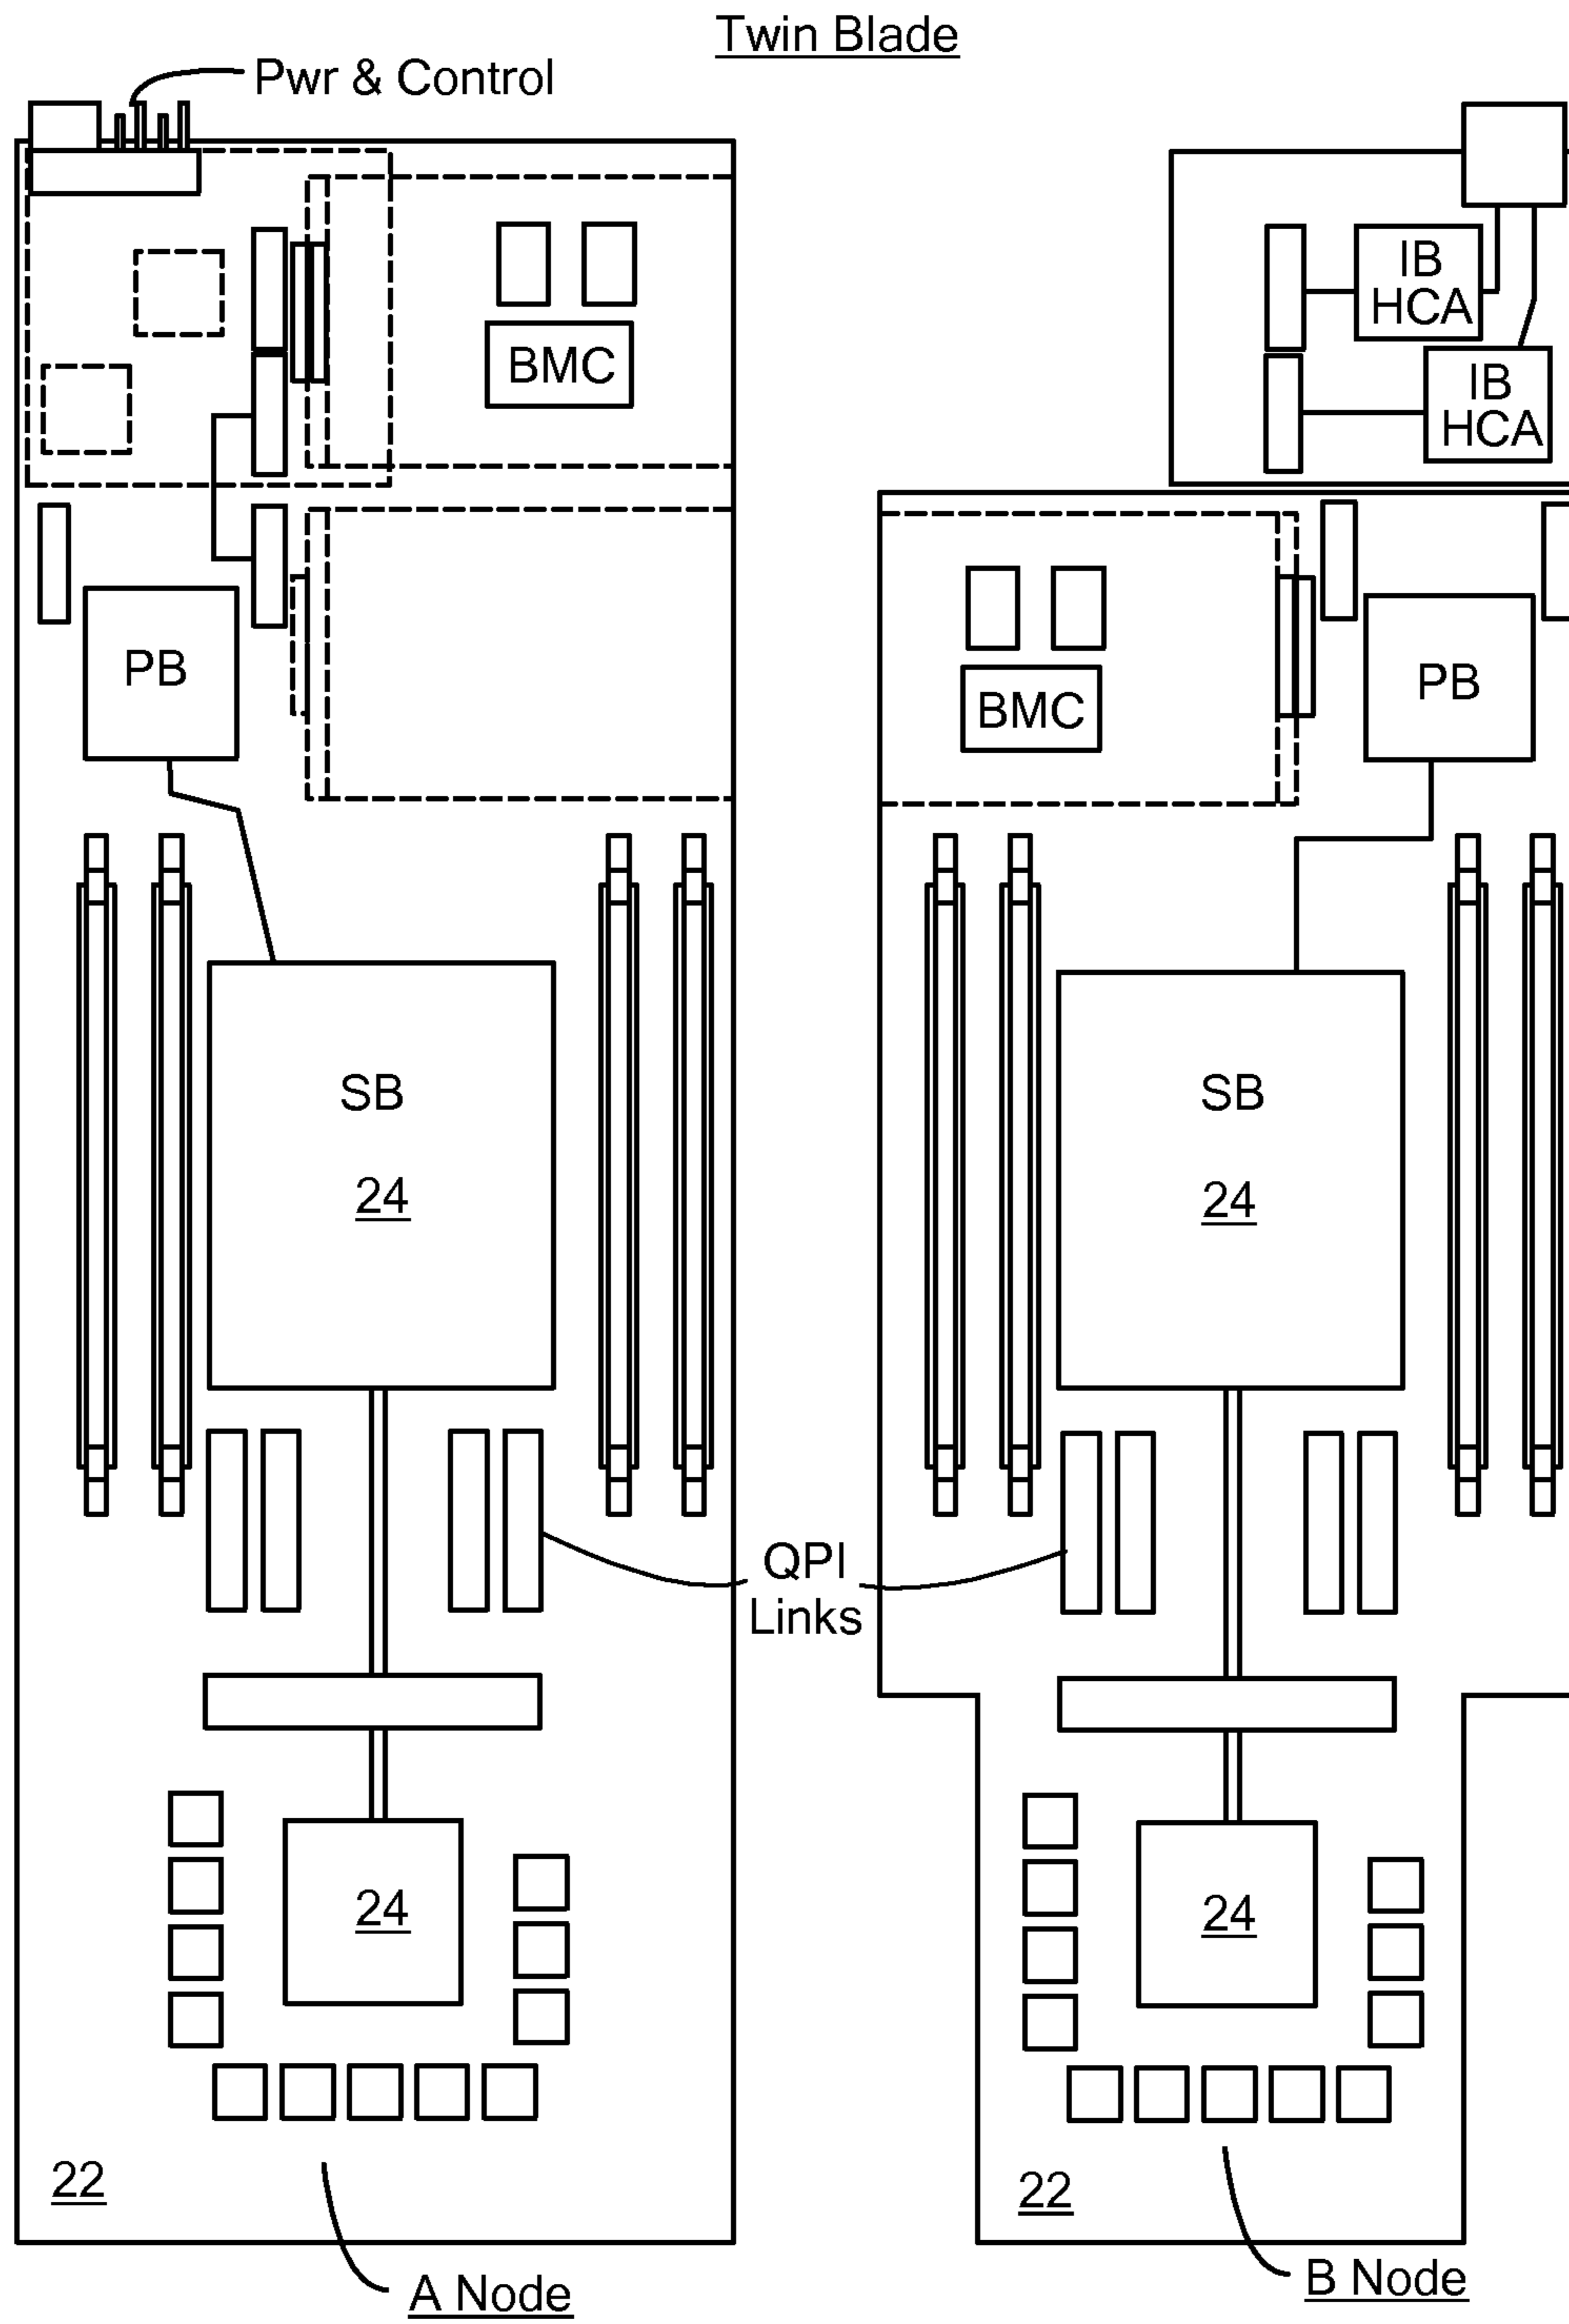 Twin Blade
Pwr & Control
IB
HCA
BMC
IB
HCA
PB
BMC
PB
SB
24
SB
24
QPI
Links
24
24
22
22
A Node
B Node